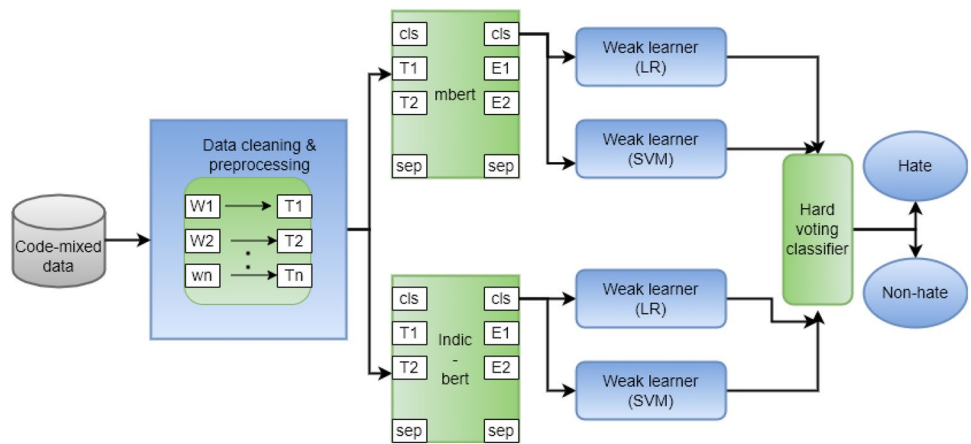 Code-mixed
data
Data cleaning &
preprocessing
W1
T1
W2
T2
wn
Tn
cls
cls
T1
E1
mbert
T2
E2
sep
sep
cls
cls
T1
E1
Indic
-
bert
T2
E2
sep
sep
Weak learner
(LR)
Weak learner
(SVM)
Weak learner
(LR)
Weak learner
(SVM)
Hard
voting
classifier
Hate
Non-hate